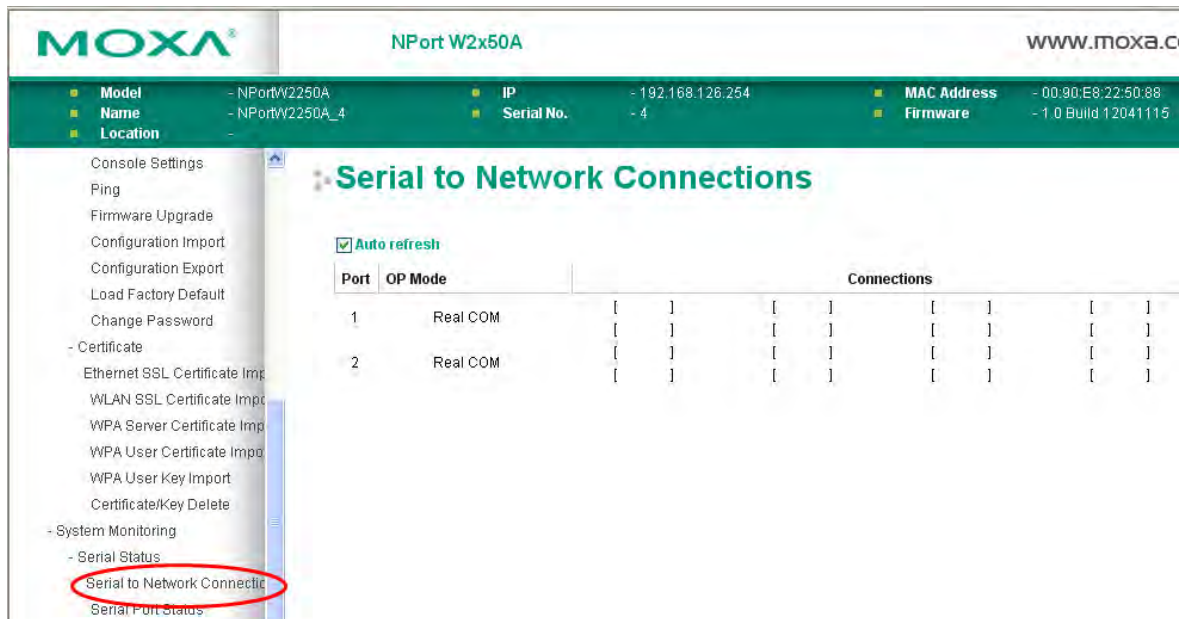 MOXA®
NPort W2x50A
www.moxa.c
Model - NPortW2250A
IP - 192.168.126.254
MAC Address - 00:90:E8:22:50:88
Name - NPortW2250A_4
Serial No. - 4
Firmware - 1.0 Build 12041115
Location -
Console Settings
Ping
Firmware Upgrade
Configuration Import
Configuration Export
Load Factory Default
Change Password
- Certificate
Ethernet SSL Certificate Imp
WLAN SSL Certificate Impo
WPA Server Certificate Imp
WPA User Certificate Impo
WPA User Key Import
Certificate/Key Delete
- System Monitoring
- Serial Status
Serial to Network Connectio
Serial Port Status
Serial to Network Connections
Auto refresh
Port OP Mode Connections
1 Real COM [ ] [ ] [ ] [ ]
[ ] [ ] [ ] [ ]
2 Real COM [ ] [ ] [ ] [ ]
[ ] [ ] [ ] [ ]